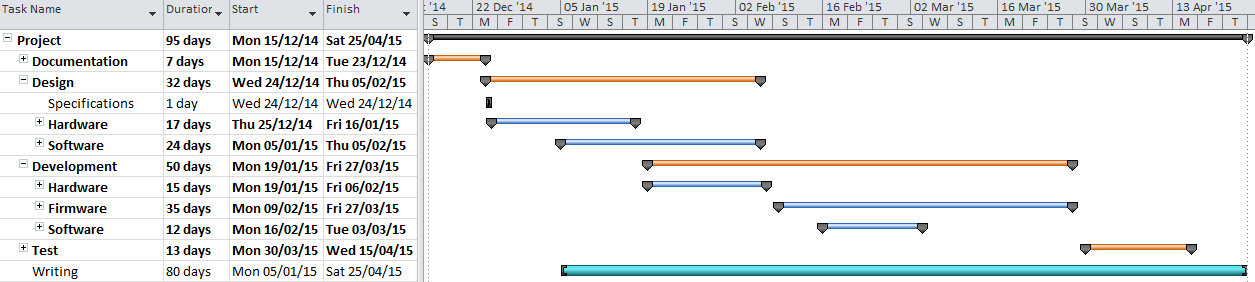 Task Name Duration Start Finish
'14 22 Dec '14 05 Jan '15 19 Jan '15 02 Feb '15 16 Feb '15 02 Mar '15 16 Mar '15 30 Mar '15 13 Apr '15
S T M F T S W S T M F T S W S T M F T S W S T M F T S
Project 95 days Mon 15/12/14 Sat 25/04/15
Documentation 7 days Mon 15/12/14 Tue 23/12/14
Design 32 days Wed 24/12/14 Thu 05/02/15
Specifications 1 day Wed 24/12/14 Wed 24/12/14
Hardware 17 days Thu 25/12/14 Fri 16/01/15
Software 24 days Mon 05/01/15 Thu 05/02/15
Development 50 days Mon 19/01/15 Fri 27/03/15
Hardware 15 days Mon 19/01/15 Fri 06/02/15
Firmware 35 days Mon 09/02/15 Fri 27/03/15
Software 12 days Mon 16/02/15 Tue 03/03/15
Test 13 days Mon 30/03/15 Wed 15/04/15
Writing 80 days Mon 05/01/15 Sat 25/04/15